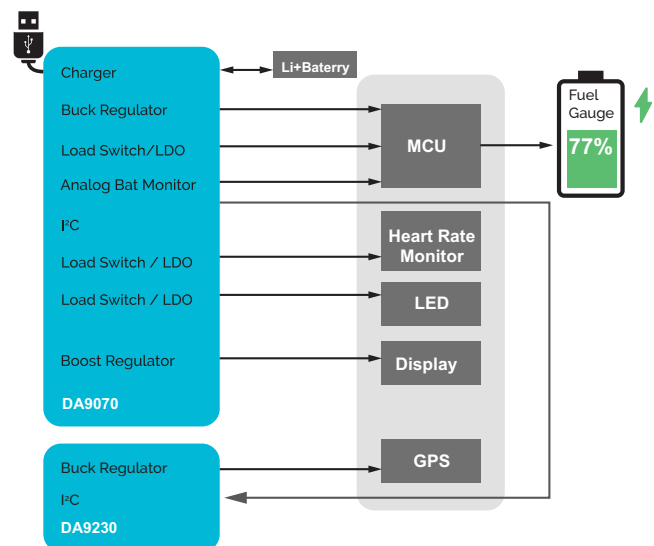 Charger
Li+Baterry
Buck Regulator
Load Switch/LDO
Analog Bat Monitor
MCU
Fuel
Gauge
77%
I²C
Load Switch / LDO
Heart Rate
Monitor
Load Switch / LDO
LED
Boost Regulator
Display
DA9070
Buck Regulator
GPS
I²C
DA9230